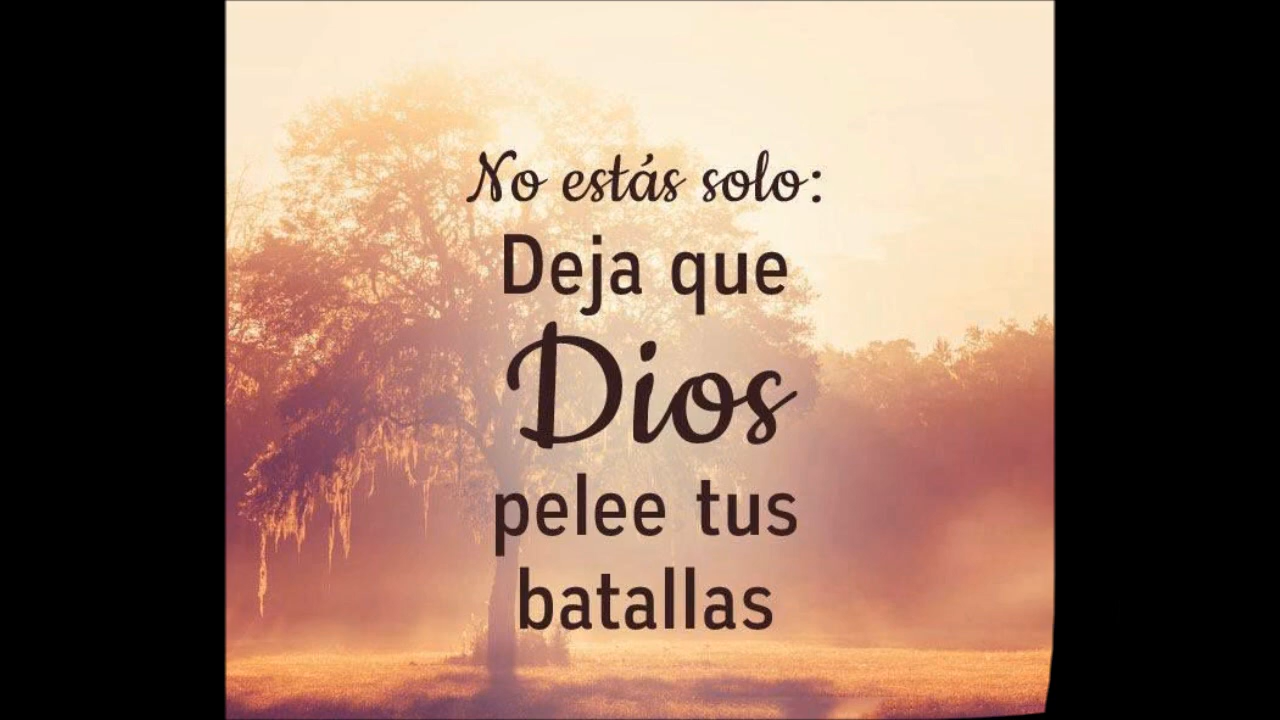 No estás solo:
Deja que
Dios
pelee tus
batallas